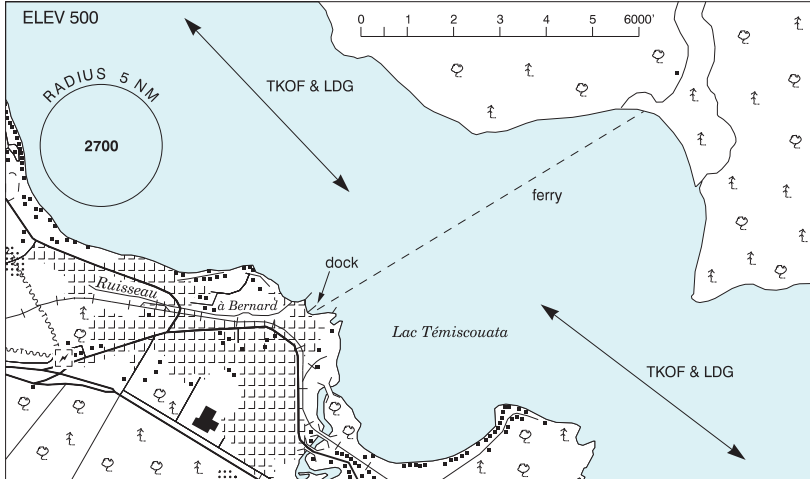 ELEV 500
0 1 2 3 4 5 6000'
TKOF & LDG
RADIUS 5 NM
2700
ferry
dock
Ruisseau
à Bernard
Lac Témiscouata
TKOF & LDG